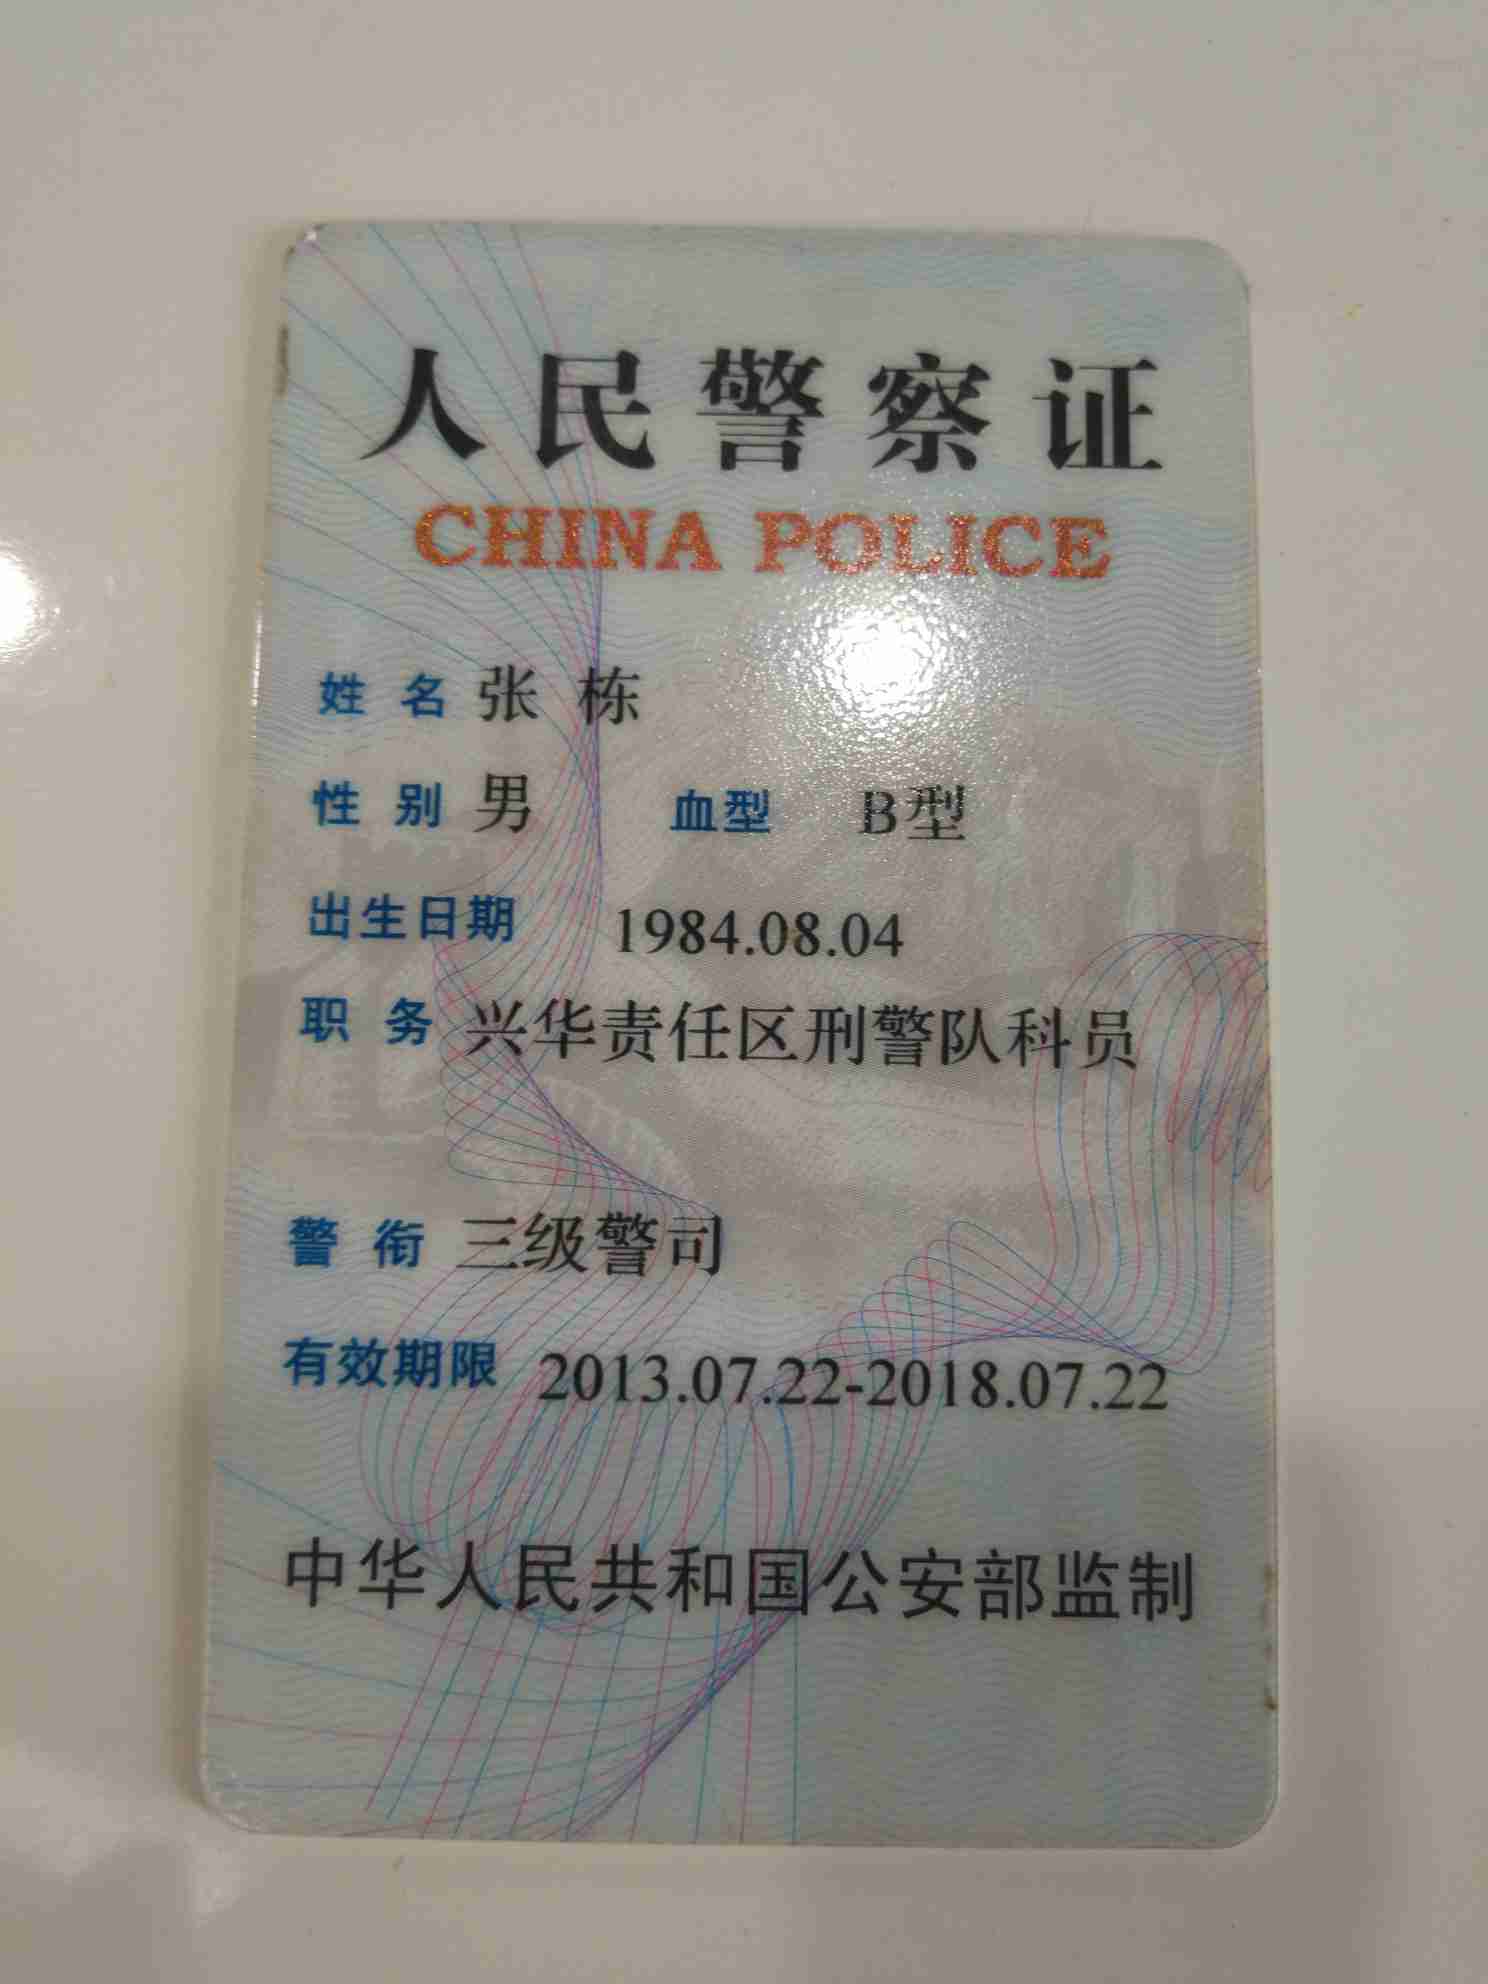 人民警察证
CHINA POLICE
姓名 张栋
性别 男 血型 B型
出生日期 1984.08.04
职务 兴华责任区刑警队科员
警衔 三级警司
有效期限 2013.07.22-2018.07.22
中华人民共和国公安部监制